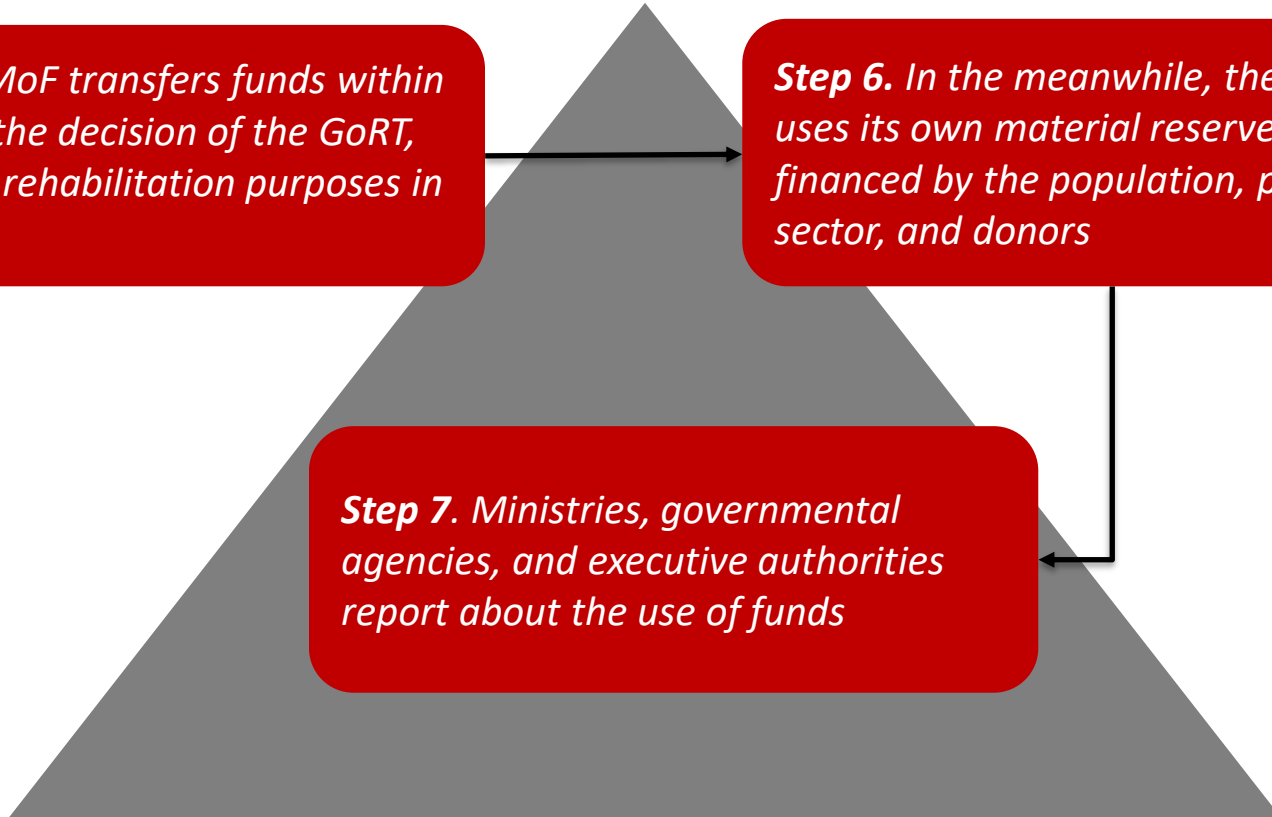 MoF transfers funds within
the decision of the GoRT,
rehabilitation purposes in
Step 6. In the meanwhile, the
uses its own material reserve
financed by the population, p
sector, and donors
Step 7. Ministries, governmental
agencies, and executive authorities
report about the use of funds